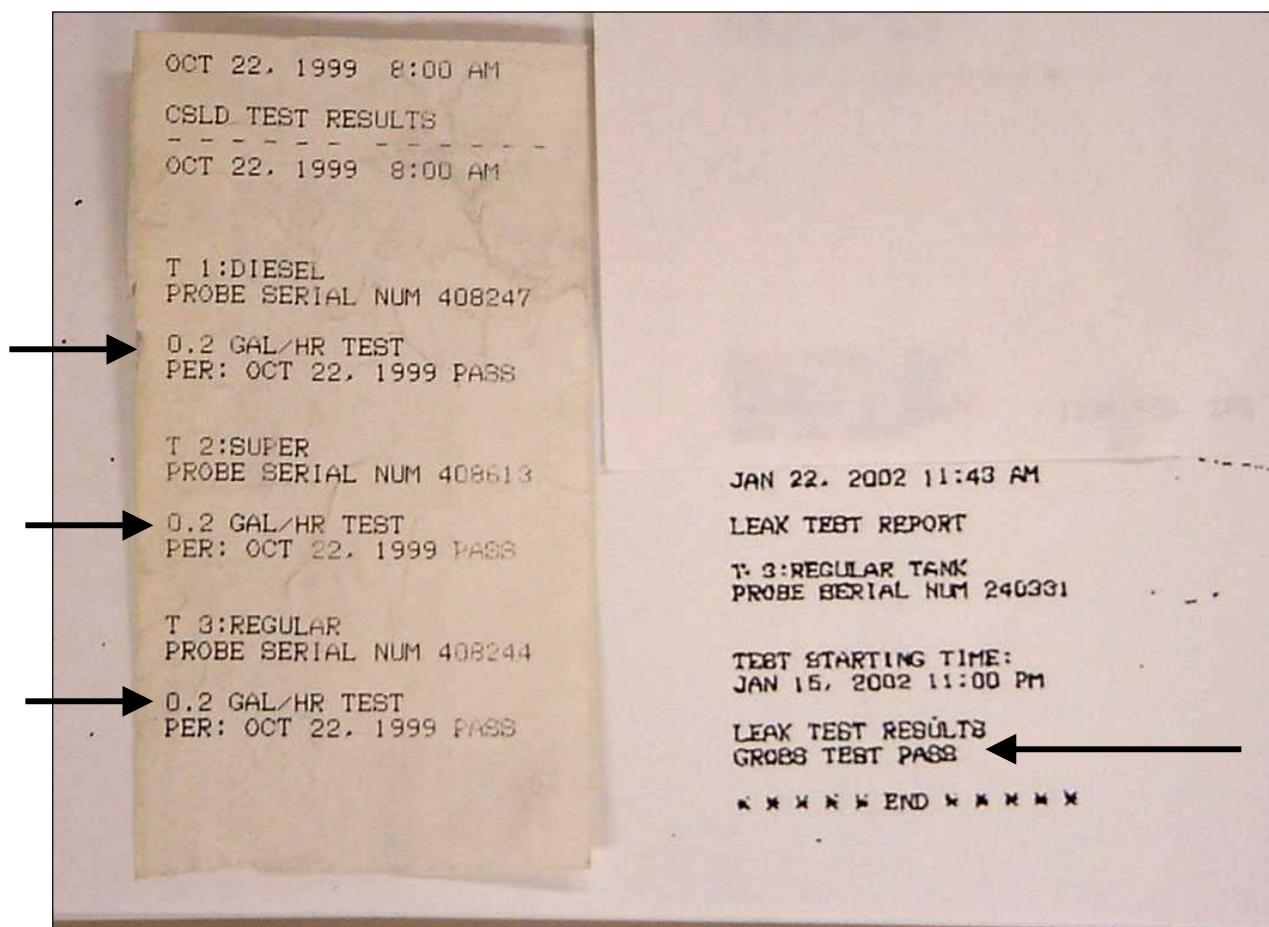 OCT 22, 1999 8:00 AM
CSLD TEST RESULTS
- - - - - - - - - - - -
OCT 22, 1999 8:00 AM
T 1:DIESEL
PROBE SERIAL NUM 408247
0.2 GAL/HR TEST
PER: OCT 22, 1999 PASS
T 2:SUPER
PROBE SERIAL NUM 408613
0.2 GAL/HR TEST
PER: OCT 22, 1999 PASS
T 3:REGULAR
PROBE SERIAL NUM 408244
0.2 GAL/HR TEST
PER: OCT 22, 1999 PASS
JAN 22, 2002 11:43 AM
LEAK TEST REPORT
T 3:REGULAR TANK
PROBE SERIAL NUM 240331
TEST STARTING TIME:
JAN 15, 2002 11:00 PM
LEAK TEST RESULTS
GROSS TEST PASS
* * * * * END * * * * *